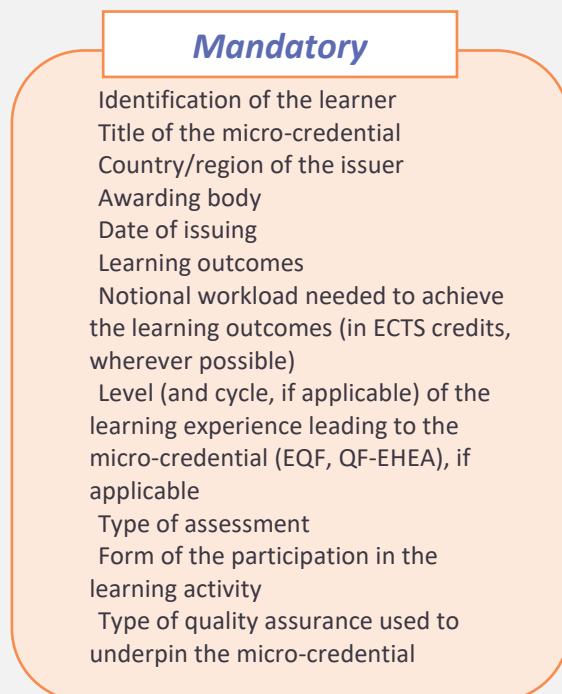 Mandatory
Identification of the learner
Title of the micro-credential
Country/region of the issuer
Awarding body
Date of issuing
Learning outcomes
Notional workload needed to achieve
the learning outcomes (in ECTS credits,
wherever possible)
Level (and cycle, if applicable) of the
learning experience leading to the
micro-credential (EQF, QF-EHEA), if
applicable
Type of assessment
Form of the participation in the
learning activity
Type of quality assurance used to
underpin the micro-credential